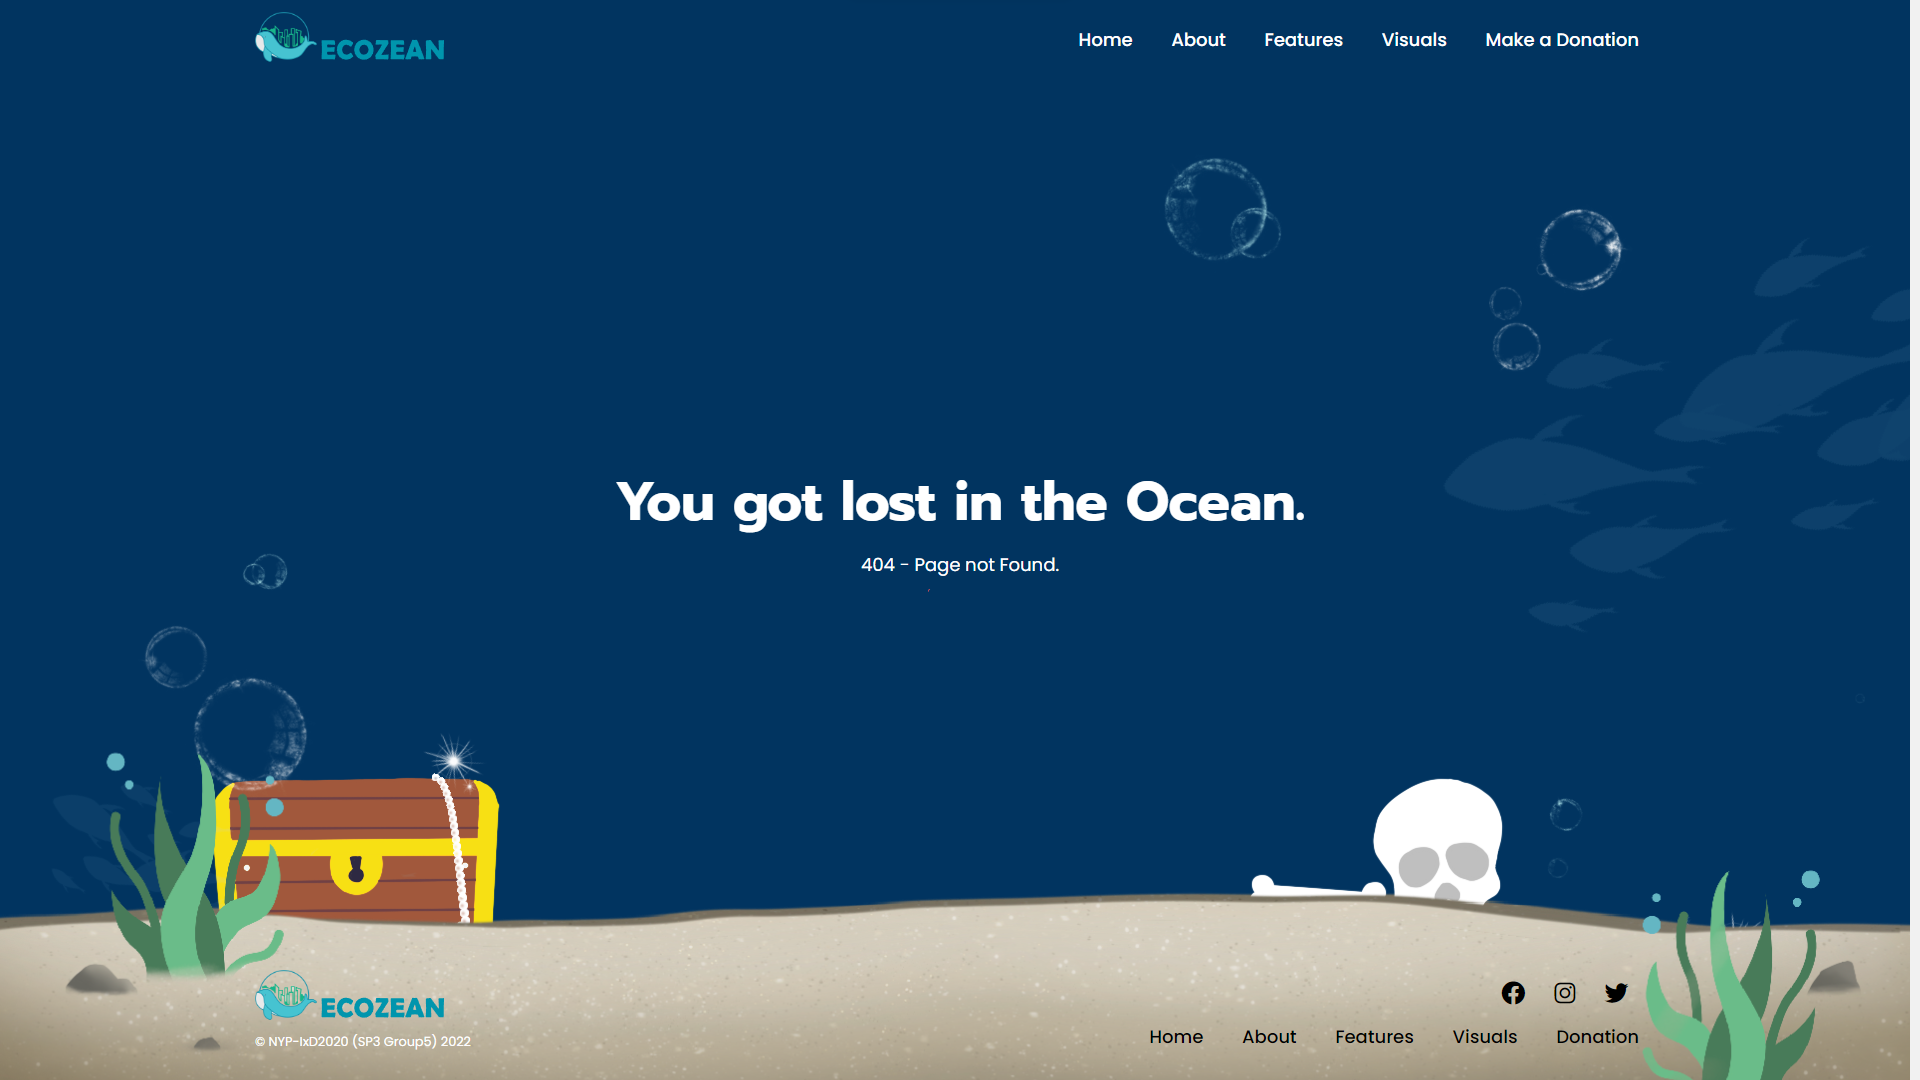 ECOZEAN
Home About Features Visuals Make a Donation
You got lost in the Ocean.
404 - Page not Found.
ECOZEAN
© NYP-IxD2020 (SP3 Group5) 2022
Home About Features Visuals Donation